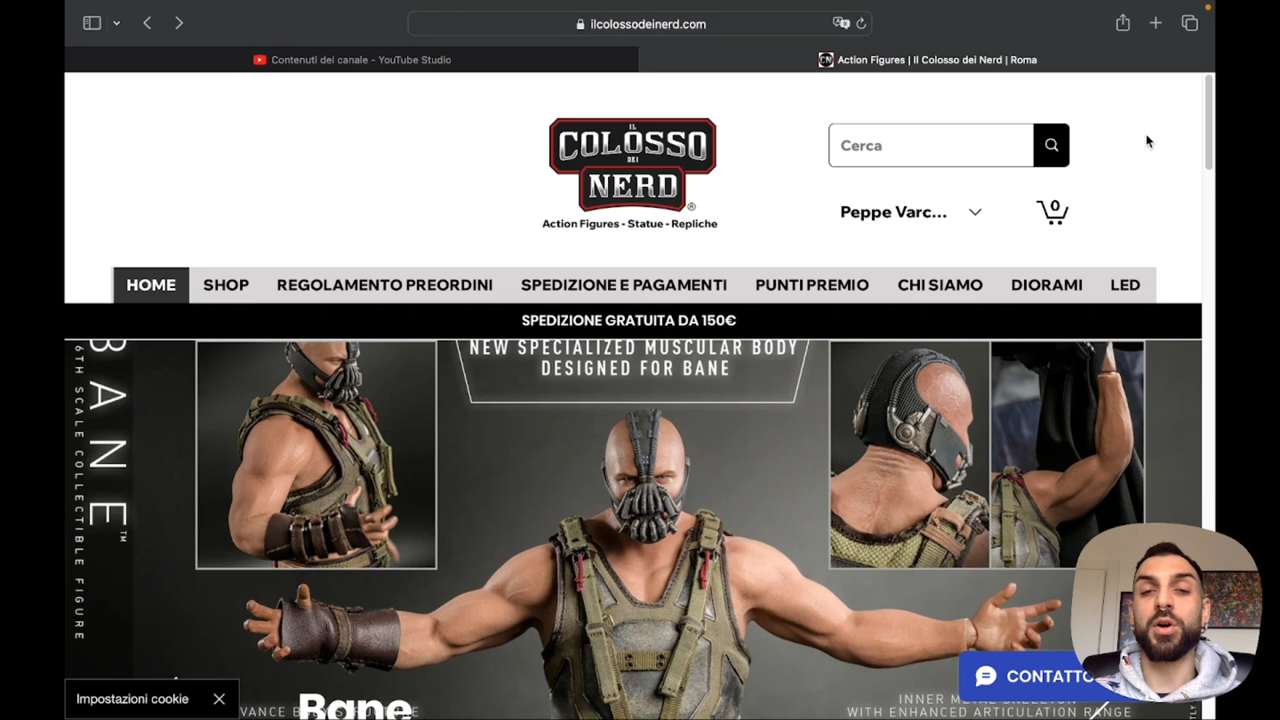 ilcolossodeinerd.com
Contenuti del canale – YouTube Studio
CN Action Figures | Il Colosso dei Nerd | Roma
IL
COLOSSO
DEI
NERD®
Action Figures - Statue - Repliche
Cerca
Peppe Varc...
0
HOME SHOP REGOLAMENTO PREORDINI SPEDIZIONE E PAGAMENTI PUNTI PREMIO CHI SIAMO DIORAMI LED
SPEDIZIONE GRATUITA DA 150€
BANE™
6TH SCALE COLLECTIBLE FIGURE
NEW SPECIALIZED MUSCULAR BODY
DESIGNED FOR BANE
CONTATTO
Impostazioni cookie
Bane
INNER METAL SKELETON
WITH ENHANCED ARTICULATION RANGE